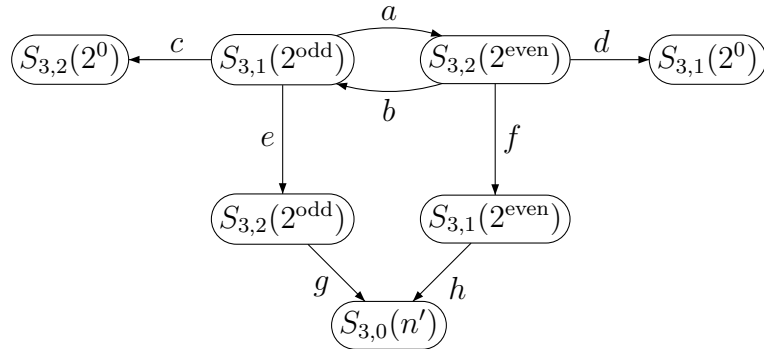 a
S_{3,2}(2^0) c S_{3,1}(2^{odd}) S_{3,2}(2^{even}) d S_{3,1}(2^0)
b
e f
S_{3,2}(2^{odd}) S_{3,1}(2^{even})
g h
S_{3,0}(n')